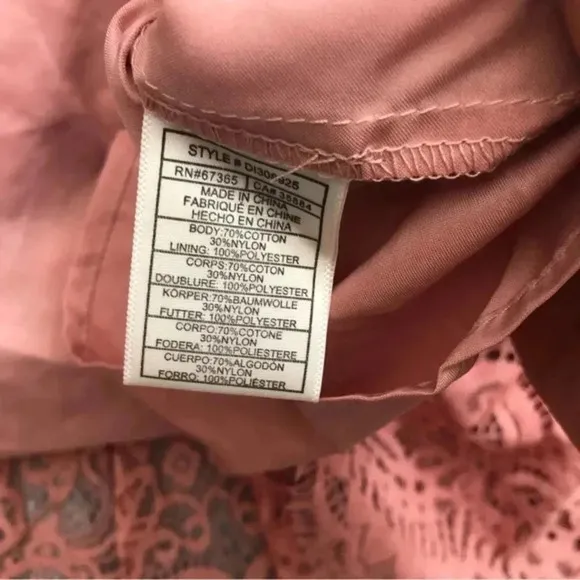 STYLE #
RN#67365 CA# 35884
MADE IN CHINA
FABRIQUÉ EN CHINE
HECHO EN CHINA
BODY:70%COTTON
30%NYLON
LINING: 100%POLYESTER
CORPS:70%COTON
30%NYLON
DOUBLURE: 100%POLYESTER
KÖRPER:70%BAUMWOLLE
30%NYLON
FUTTER: 100%POLYESTER
CORPO:70%COTONE
30%NYLON
FODERA: 100%POLIESTERE
CUERPO:70%ALGODÓN
30%NYLON
FORRO: 100%POLIÉSTER